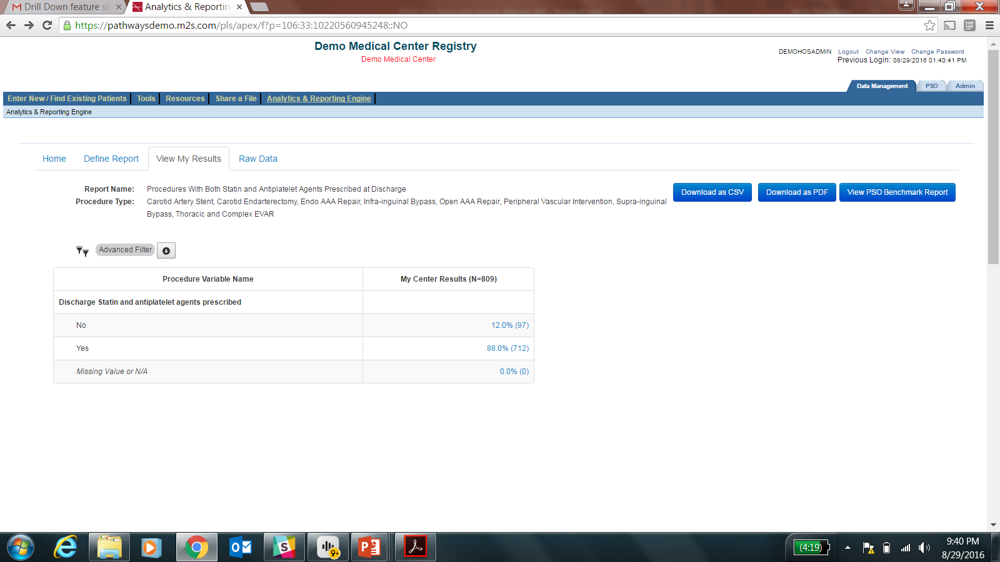 Drill Down feature sl
Analytics & Reportin
https://pathwaysdemo.m2s.com/pls/apex/f?p=106:33:10220560945248::NO
Demo Medical Center Registry
Demo Medical Center
DEMOHOSADMIN Logout Change View Change Password
Previous Login: 08/29/2016 01:40:41 PM
Data Management PSO Admin
Enter New / Find Existing Patients Tools Resources Share a File Analytics & Reporting Engine
Analytics & Reporting Engine
Home Define Report View My Results Raw Data
Report Name: Procedures With Both Statin and Antiplatelet Agents Prescribed at Discharge
Procedure Type: Carotid Artery Stent, Carotid Endarterectomy, Endo AAA Repair, Infra-inguinal Bypass, Open AAA Repair, Peripheral Vascular Intervention, Supra-inguinal
Bypass, Thoracic and Complex EVAR
Download as CSV Download as PDF View PSO Benchmark Report
Advanced Filter
Procedure Variable Name My Center Results (N=809)
Discharge Statin and antiplatelet agents prescribed
No 12.0% (97)
Yes 88.0% (712)
Missing Value or N/A 0.0% (0)
9+
(4:19)
9:40 PM
8/29/2016